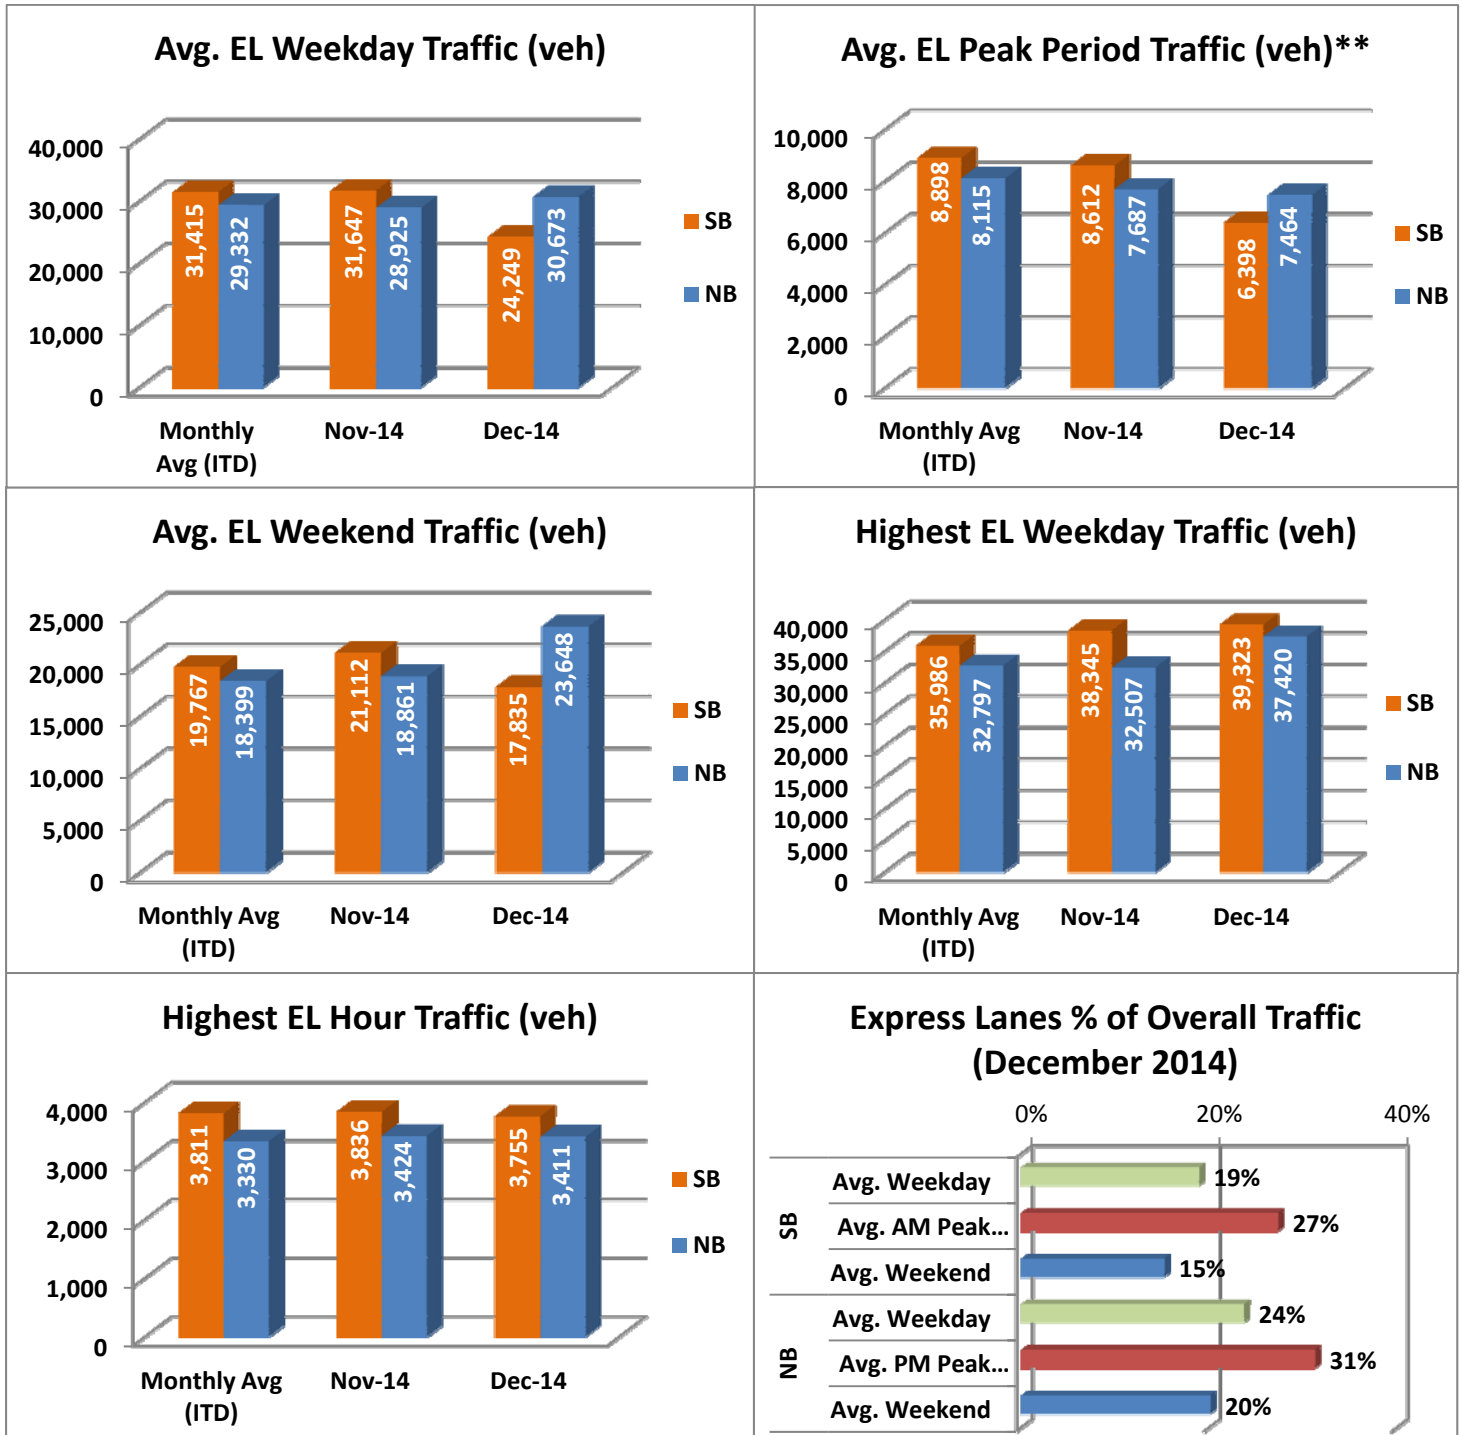 Avg. EL Weekday Traffic (veh)
40,000
30,000
20,000
10,000
0
31,415
29,332
31,647
28,925
24,249
30,673
SB
NB
Monthly Avg (ITD)
Nov-14
Dec-14
Avg. EL Peak Period Traffic (veh)**
10,000
8,000
6,000
4,000
2,000
0
8,898
8,115
8,612
7,687
6,398
7,464
SB
NB
Monthly Avg
(ITD)
Nov-14
Dec-14
Avg. EL Weekend Traffic (veh)
25,000
20,000
15,000
10,000
5,000
0
19,767
18,399
21,112
18,861
17,835
23,648
SB
NB
Monthly Avg
(ITD)
Nov-14
Dec-14
Highest EL Weekday Traffic (veh)
40,000
35,000
30,000
25,000
20,000
15,000
10,000
5,000
0
35,986
32,797
38,345
32,507
39,323
37,420
SB
NB
Monthly Avg
(ITD)
Nov-14
Dec-14
Highest EL Hour Traffic (veh)
4,000
3,000
2,000
1,000
0
3,811
3,330
3,836
3,424
3,755
3,411
SB
NB
Monthly Avg
(ITD)
Nov-14
Dec-14
Express Lanes % of Overall Traffic
(December 2014)
0% 20% 40%
SB
Avg. Weekday 19%
Avg. AM Peak... 27%
Avg. Weekend 15%
NB
Avg. Weekday 24%
Avg. PM Peak... 31%
Avg. Weekend 20%